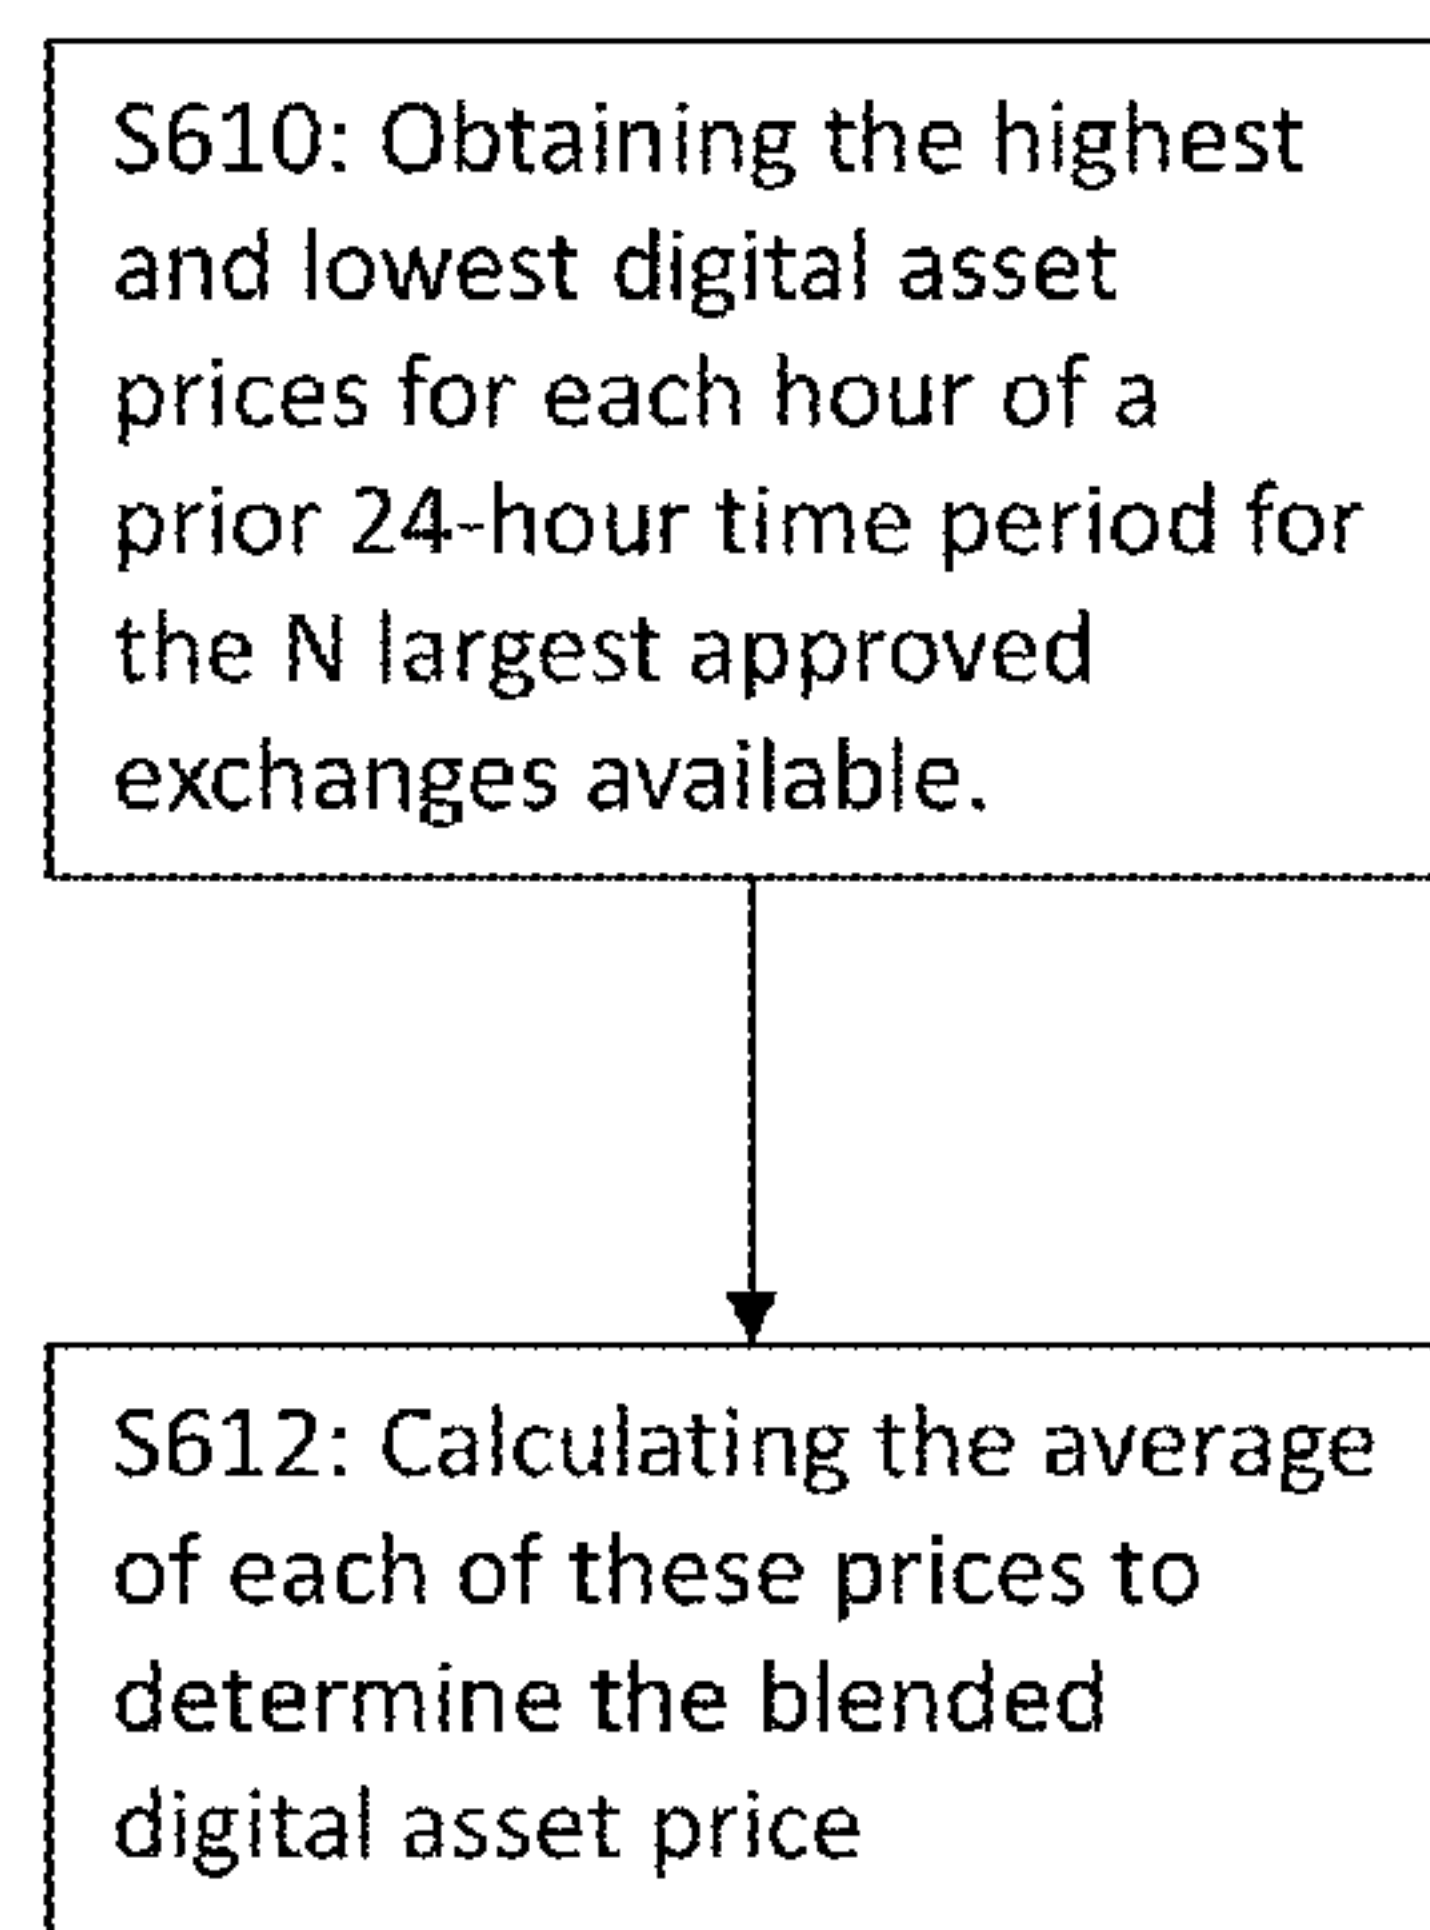 S610: Obtaining the highest
and lowest digital asset
prices for each hour of a
prior 24-hour time period for
the N largest approved
exchanges available.
S612: Calculating the average
of each of these prices to
determine the blended
digital asset price